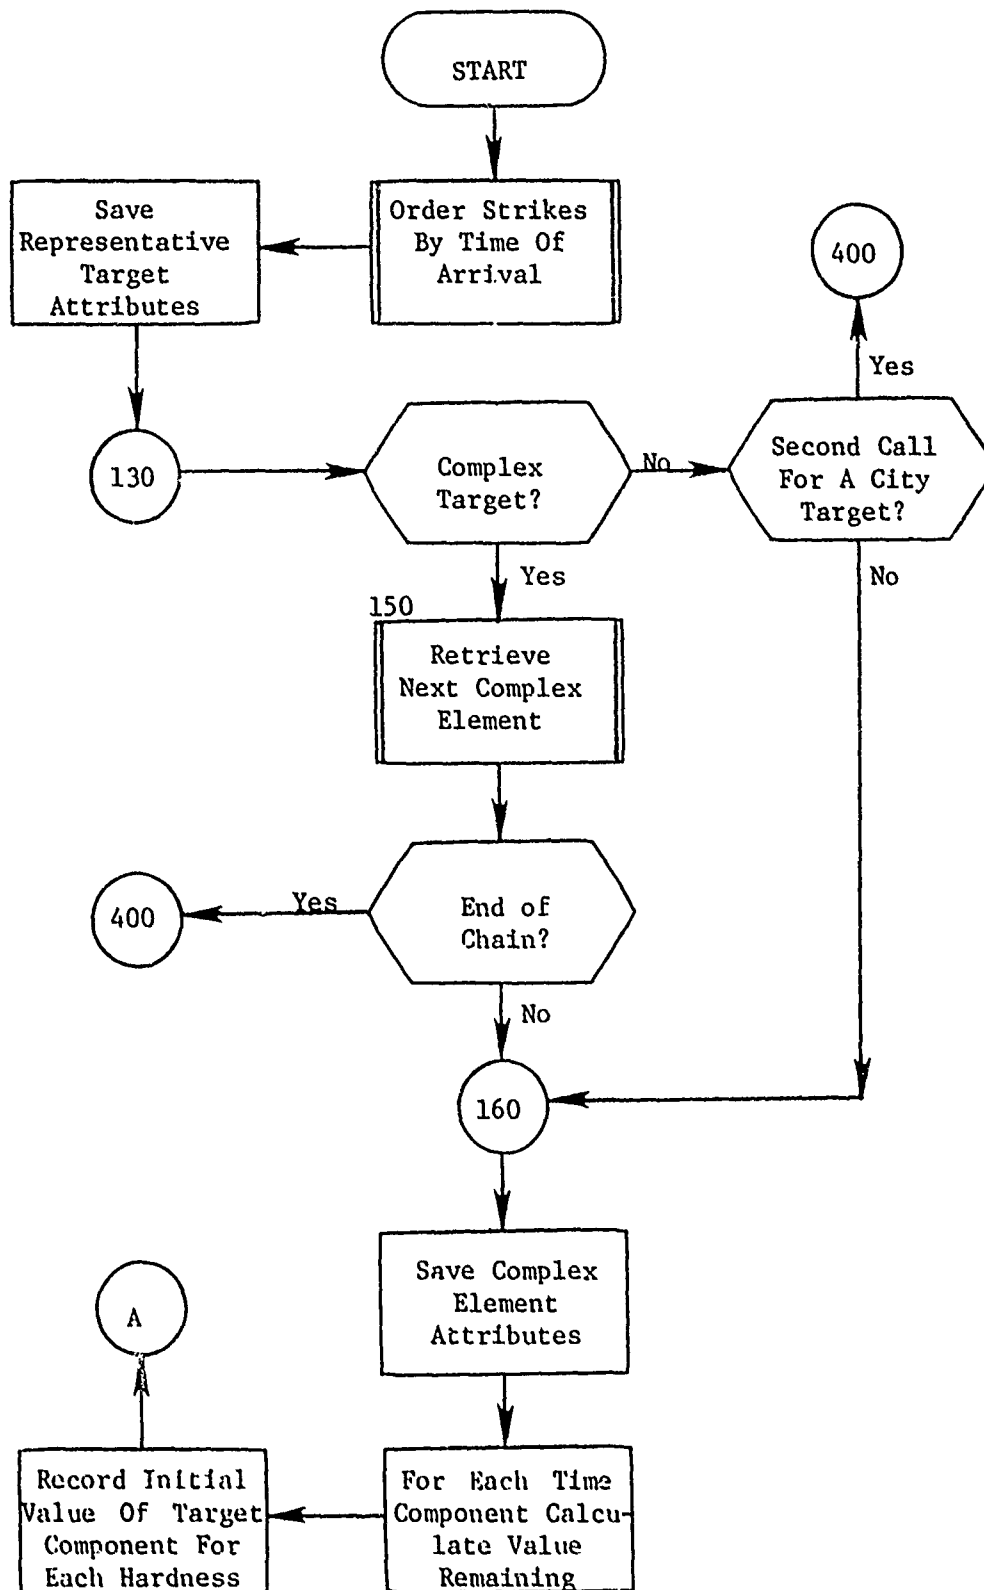 START
Order Strikes
By Time Of
Arrival
Save
Representative
Target
Attributes
400
Yes
130
Complex
Target?
No
Second Call
For A City
Target?
Yes
No
150
Retrieve
Next Complex
Element
400
Yes
End of
Chain?
No
160
Save Complex
Element
Attributes
A
Record Initial
Value Of Target
Component For
Each Hardness
For Each Time
Component Calcu-
late Value
Remaining